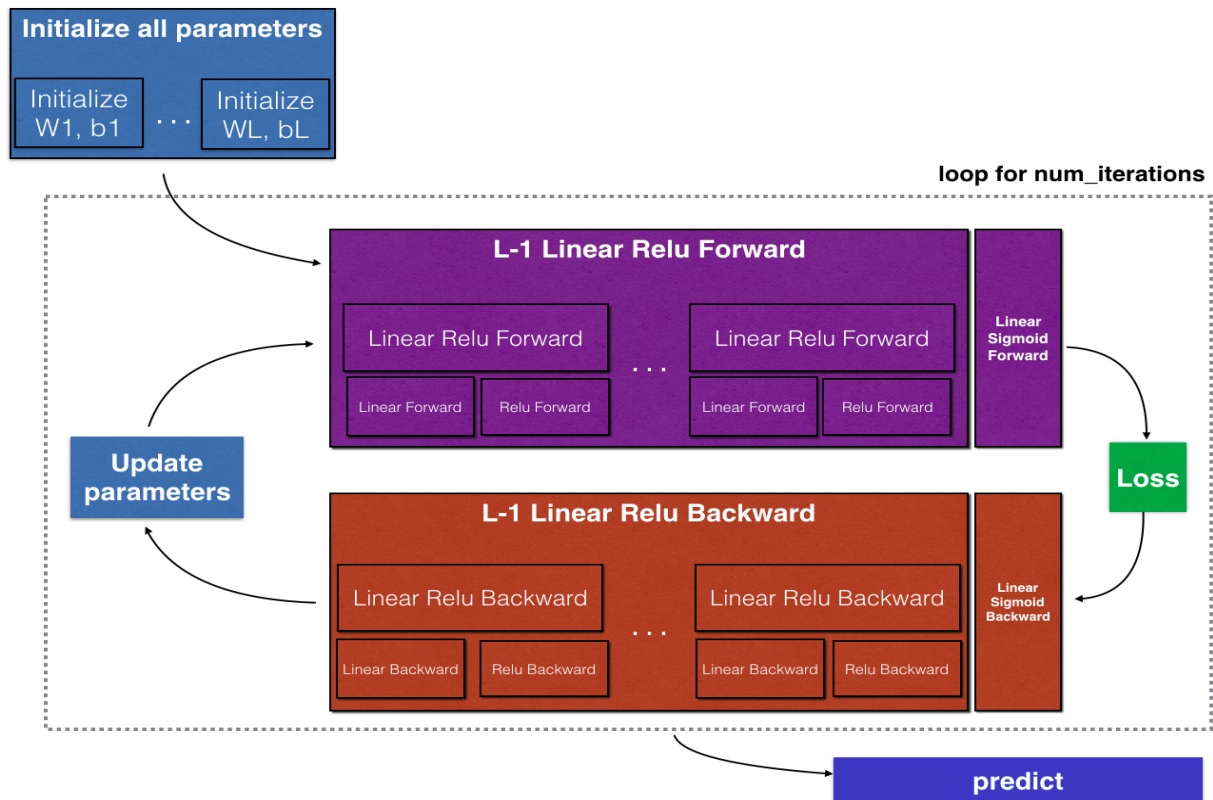 Initialize all parameters
Initialize
W1, b1
. . .
Initialize
WL, bL
loop for num_iterations
L-1 Linear Relu Forward
Linear Relu Forward
. . .
Linear Relu Forward
Linear Forward
Relu Forward
Linear Forward
Relu Forward
Linear
Sigmoid
Forward
Update
parameters
Loss
L-1 Linear Relu Backward
Linear Relu Backward
. . .
Linear Relu Backward
Linear Backward
Relu Backward
Linear Backward
Relu Backward
Linear
Sigmoid
Backward
predict